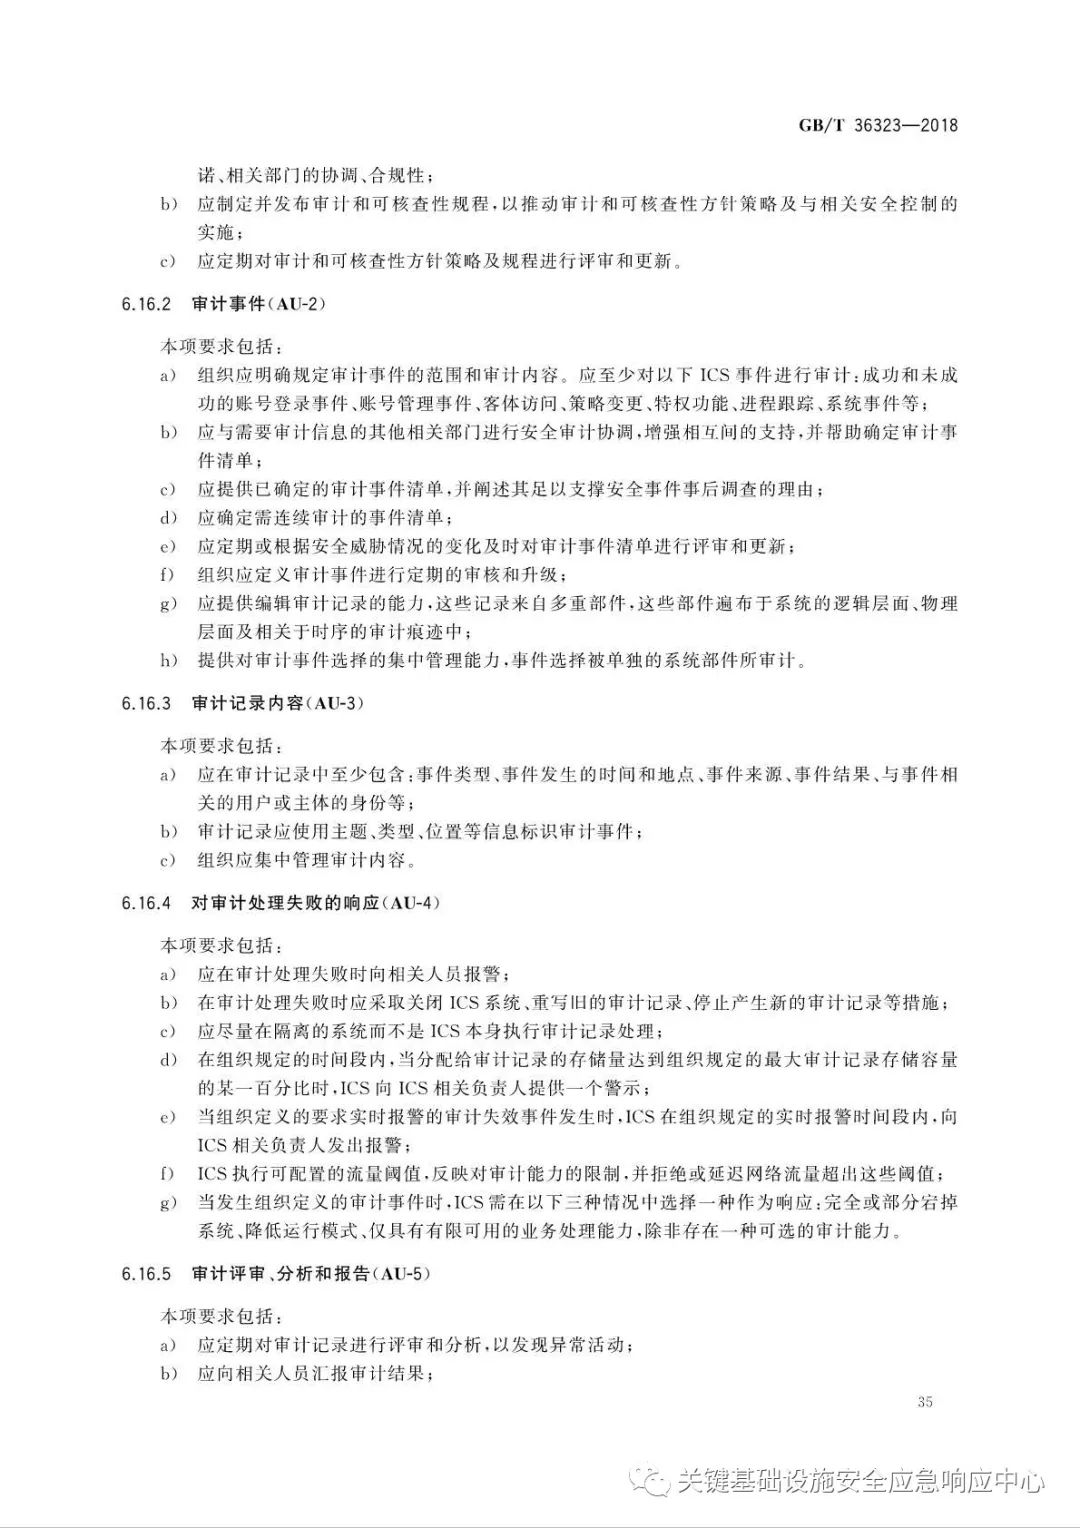 GB/T 36323—2018
诺、相关部门的协调、合规性;
b) 应制定并发布审计和可核查性规程,以推动审计和可核查性方针策略及与相关安全控制的
实施;
c) 应定期对审计和可核查性方针策略及规程进行评审和更新。
6.16.2 审计事件(AU-2)
本项要求包括:
a) 组织应明确规定审计事件的范围和审计内容。应至少对以下 ICS 事件进行审计:成功和未成
功的账号登录事件、账号管理事件、客体访问、策略变更、特权功能、进程跟踪、系统事件等;
b) 应与需要审计信息的其他相关部门进行安全审计协调,增强相互间的支持,并帮助确定审计事
件清单;
c) 应提供已确定的审计事件清单,并阐述其足以支撑安全事件事后调查的理由;
d) 应确定需连续审计的事件清单;
e) 应定期或根据安全威胁情况的变化及时对审计事件清单进行评审和更新;
f) 组织应定义审计事件进行定期的审核和升级;
g) 应提供编辑审计记录的能力,这些记录来自多重部件,这些部件遍布于系统的逻辑层面、物理
层面及相关于时序的审计痕迹中;
h) 提供对审计事件选择的集中管理能力,事件选择被单独的系统部件所审计。
6.16.3 审计记录内容(AU-3)
本项要求包括:
a) 应在审计记录中至少包含:事件类型、事件发生的时间和地点、事件来源、事件结果、与事件相
关的用户或主体的身份等;
b) 审计记录应使用主题、类型、位置等信息标识审计事件;
c) 组织应集中管理审计内容。
6.16.4 对审计处理失败的响应(AU-4)
本项要求包括:
a) 应在审计处理失败时向相关人员报警;
b) 在审计处理失败时应采取关闭 ICS 系统、重写旧的审计记录、停止产生新的审计记录等措施;
c) 应尽量在隔离的系统而不是 ICS 本身执行审计记录处理;
d) 在组织规定的时间段内,当分配给审计记录的存储量达到组织规定的最大审计记录存储容量
的某一百分比时,ICS 向 ICS 相关负责人提供一个警示;
e) 当组织定义的要求实时报警的审计失效事件发生时,ICS 在组织规定的实时报警时间段内,向
ICS 相关负责人发出报警;
f) ICS 执行可配置的流量阈值,反映对审计能力的限制,并拒绝或延迟网络流量超出这些阈值;
g) 当发生组织定义的审计事件时,ICS 需在以下三种情况中选择一种作为响应:完全或部分宕掉
系统、降低运行模式、仅具有有限可用的业务处理能力,除非存在一种可选的审计能力。
6.16.5 审计评审、分析和报告(AU-5)
本项要求包括:
a) 应定期对审计记录进行评审和分析,以发现异常活动;
b) 应向相关人员汇报审计结果;
35
关键基础设施安全应急响应中心